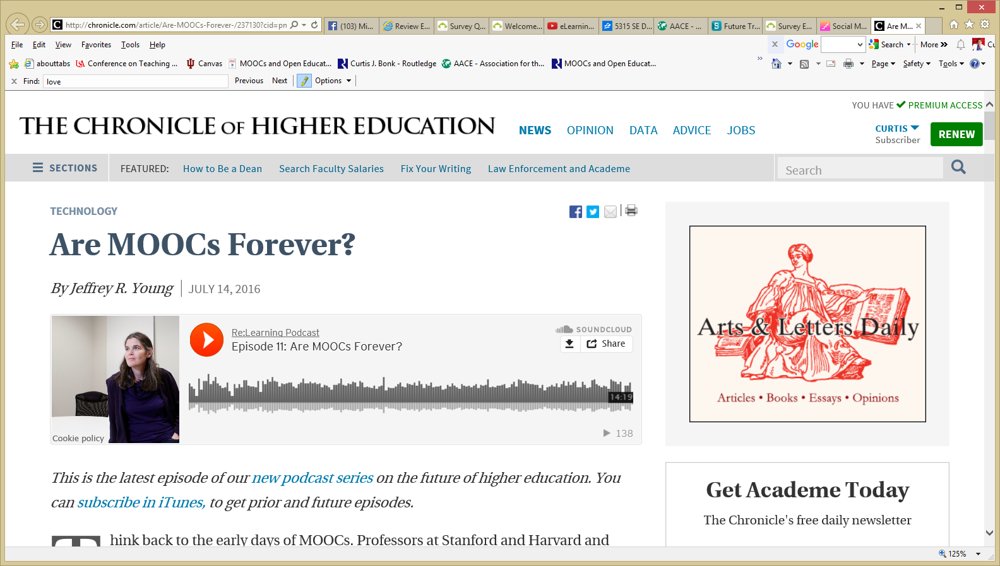 http://chronicle.com/article/Are-MOOCs-Forever-/237130?cid=pn
(103) Mi...
Review E...
Survey Q...
Welcome...
eLearnin...
5315 SE D...
AACE - ...
Future Tr...
Survey E...
Social M...
Are M...
File Edit View Favorites Tools Help
Google
Search
More »
Cu
abouttabs
Conference on Teaching ...
Canvas
MOOCs and Open Educat...
Curtis J. Bonk - Routledge
AACE - Association for th...
MOOCs and Open Educat...
Page Safety Tools
Find: love Previous Next Options
YOU HAVE PREMIUM ACCESS
THE CHRONICLE OF HIGHER EDUCATION
NEWS OPINION DATA ADVICE JOBS
CURTIS
Subscriber
RENEW
SECTIONS
FEATURED: How to Be a Dean Search Faculty Salaries Fix Your Writing Law Enforcement and Academe
Search
TECHNOLOGY
Are MOOCs Forever?
By Jeffrey R. Young JULY 14, 2016
Re:Learning Podcast
Episode 11: Are MOOCs Forever?
SOUNDCLOUD
Share
14:19
138
Cookie policy
This is the latest episode of our new podcast series on the future of higher education. You
can subscribe in iTunes, to get prior and future episodes.
Think back to the early days of MOOCs. Professors at Stanford and Harvard and
Arts & Letters Daily
Articles • Books • Essays • Opinions
Get Academe Today
The Chronicle's free daily newsletter
125%